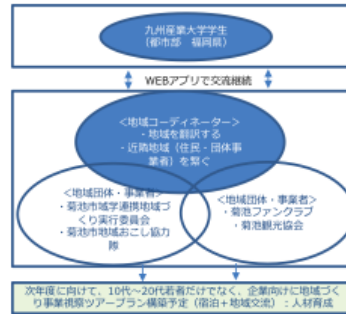 九州産業大学学生
(都市部 福岡県)
WEBアプリで交流継続
<地域コーディネーター>
・地域を翻訳する
・近隣地域(住民・団体事
業者)を繋ぐ
<地域団体・事業者>
・菊池市域学連携地域づ
くり実行委員会
・菊池市地域おこし協力
隊
<地域団体・事業者>
・菊池ファンクラブ
・菊池観光協会
次年度に向けて、10代~20代若者だけでなく、企業向けに地域づく
り事業視察ツアープラン構築予定(宿泊+地域交流):人材育成